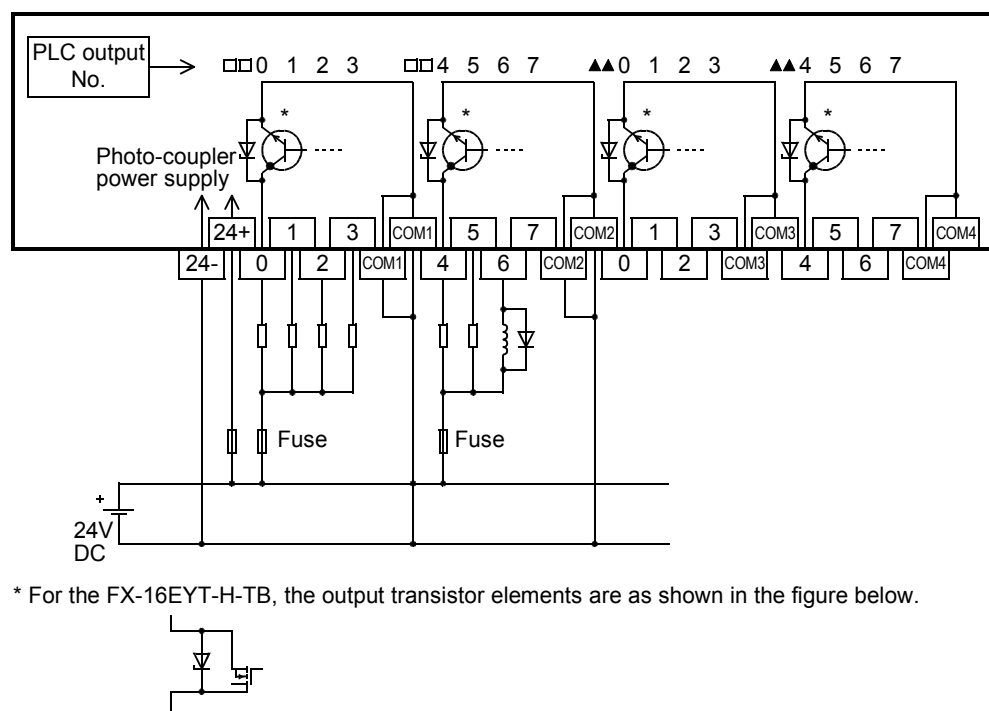 PLC output
No.
□□0 1 2 3
□□4 5 6 7
▲▲0 1 2 3
▲▲4 5 6 7
* * * *
Photo-coupler
power supply
24+ 1 3 COM1 5 7 COM2 1 3 COM3 5 7 COM4
24- 0 2 COM1 4 6 COM2 0 2 COM3 4 6 COM4
Fuse
Fuse
+
24V
DC
* For the FX-16EYT-H-TB, the output transistor elements are as shown in the figure below.